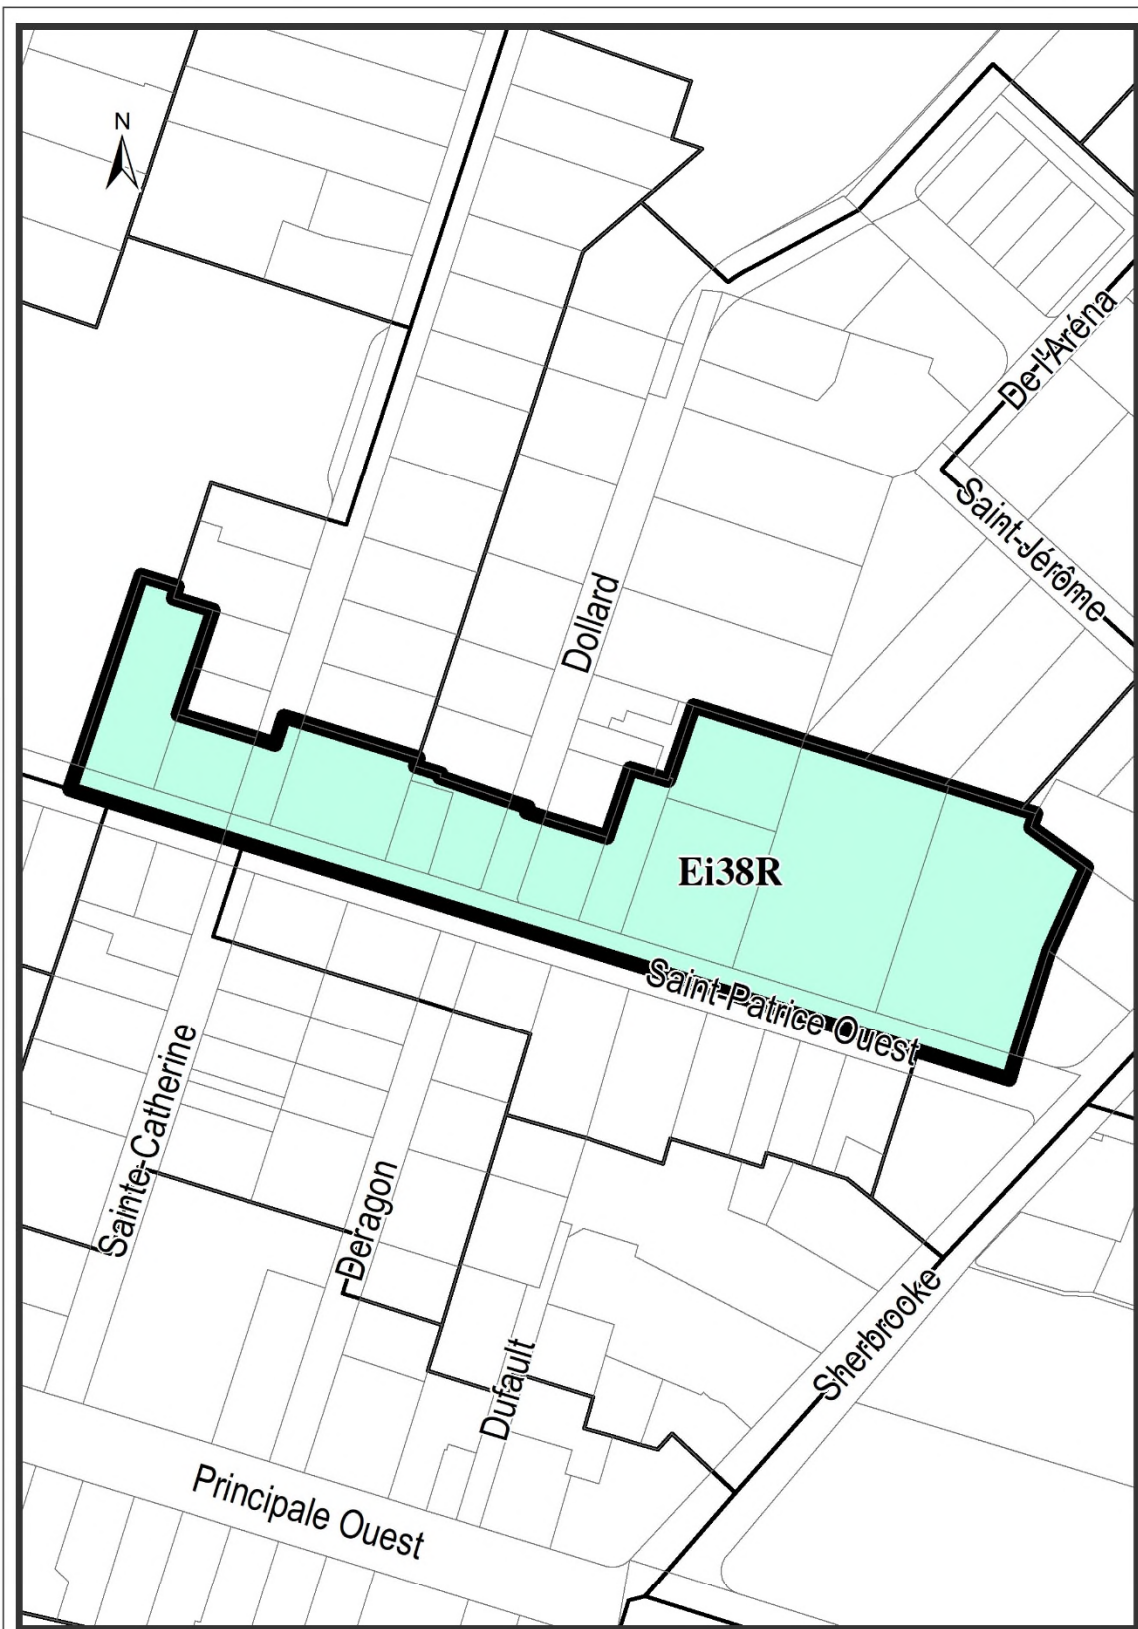 N
De l'Aréna
Saint-Jérôme
Dollard
Ei38R
Saint-Patrice Ouest
Sainte-Catherine
Deragon
Sherbrooke
Dufault
Principale Ouest